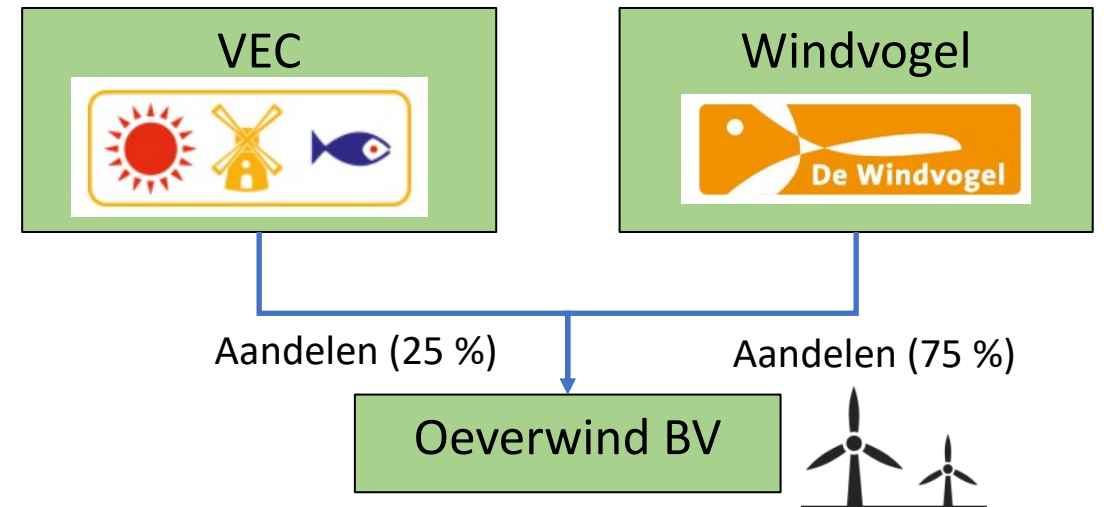 VEC
Windvogel
De Windvogel
Aandelen (25 %)
Aandelen (75 %)
Oeverwind BV